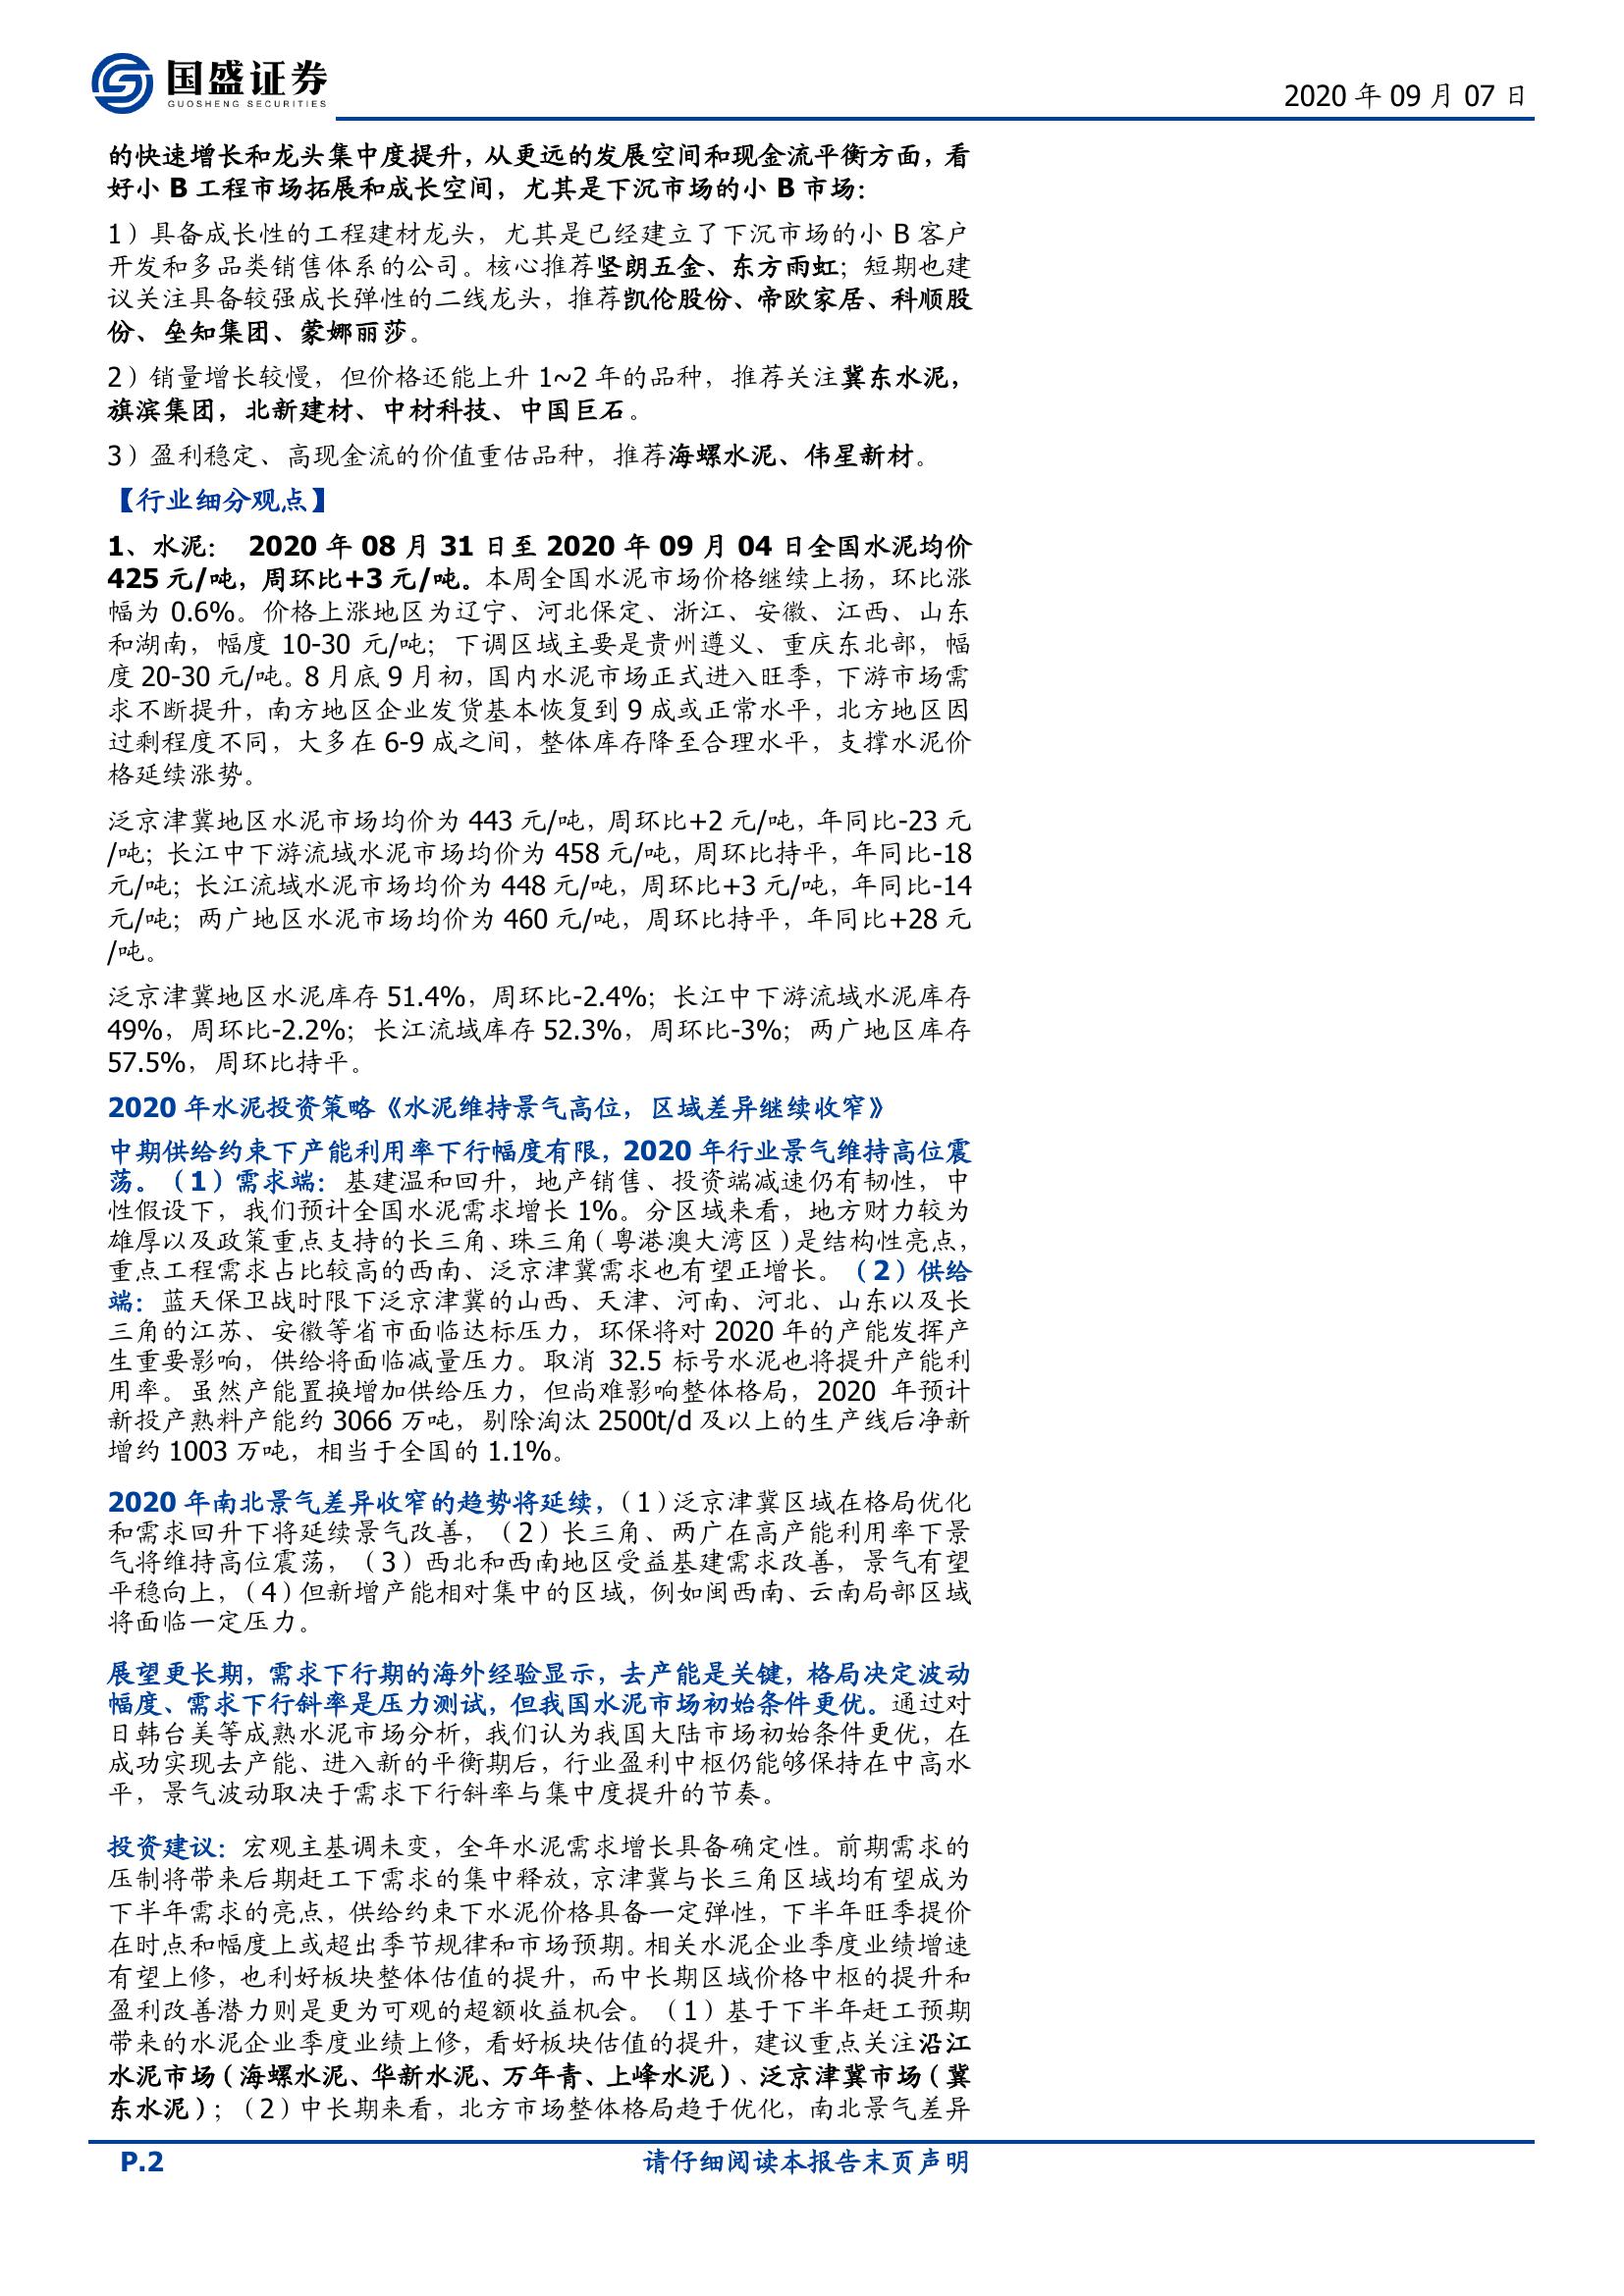 国盛证券
GUOSHENG SECURITIES
2020 年 09 月 07 日
的快速增长和龙头集中度提升，从更远的发展空间和现金流平衡方面，看
好小 B 工程市场拓展和成长空间，尤其是下沉市场的小 B 市场：
1）具备成长性的工程建材龙头，尤其是已经建立了下沉市场的小 B 客户
开发和多品类销售体系的公司。核心推荐坚朗五金、东方雨虹；短期也建
议关注具备较强成长弹性的二线龙头，推荐凯伦股份、帝欧家居、科顺股
份、垒知集团、蒙娜丽莎。
2）销量增长较慢，但价格还能上升 1~2 年的品种，推荐关注冀东水泥，
旗滨集团，北新建材、中材科技、中国巨石。
3）盈利稳定、高现金流的价值重估品种，推荐海螺水泥、伟星新材。
【行业细分观点】
1、水泥： 2020 年 08 月 31 日至 2020 年 09 月 04 日全国水泥均价
425 元/吨，周环比+3 元/吨。本周全国水泥市场价格继续上扬，环比涨
幅为 0.6%。价格上涨地区为辽宁、河北保定、浙江、安徽、江西、山东
和湖南，幅度 10-30 元/吨；下调区域主要是贵州遵义、重庆东北部，幅
度 20-30 元/吨。8 月底 9 月初，国内水泥市场正式进入旺季，下游市场需
求不断提升，南方地区企业发货基本恢复到 9 成或正常水平，北方地区因
过剩程度不同，大多在 6-9 成之间，整体库存降至合理水平，支撑水泥价
格延续涨势。
泛京津冀地区水泥市场均价为 443 元/吨，周环比+2 元/吨，年同比-23 元
/吨；长江中下游流域水泥市场均价为 458 元/吨，周环比持平，年同比-18
元/吨；长江流域水泥市场均价为 448 元/吨，周环比+3 元/吨，年同比-14
元/吨；两广地区水泥市场均价为 460 元/吨，周环比持平，年同比+28 元
/吨。
泛京津冀地区水泥库存 51.4%，周环比-2.4%；长江中下游流域水泥库存
49%，周环比-2.2%；长江流域库存 52.3%，周环比-3%；两广地区库存
57.5%，周环比持平。
2020 年水泥投资策略《水泥维持景气高位，区域差异继续收窄》
中期供给约束下产能利用率下行幅度有限，2020 年行业景气维持高位震
荡。（1）需求端：基建温和回升，地产销售、投资端减速仍有韧性，中
性假设下，我们预计全国水泥需求增长 1%。分区域来看，地方财力较为
雄厚以及政策重点支持的长三角、珠三角（粤港澳大湾区）是结构性亮点，
重点工程需求占比较高的西南、泛京津冀需求也有望正增长。（2）供给
端：蓝天保卫战时限下泛京津冀的山西、天津、河南、河北、山东以及长
三角的江苏、安徽等省市面临达标压力，环保将对 2020 年的产能发挥产
生重要影响，供给将面临减量压力。取消 32.5 标号水泥也将提升产能利
用率。虽然产能置换增加供给压力，但尚难影响整体格局，2020 年预计
新投产熟料产能约 3066 万吨，剔除淘汰 2500t/d 及以上的生产线后净新
增约 1003 万吨，相当于全国的 1.1%。
2020 年南北景气差异收窄的趋势将延续，（1）泛京津冀区域在格局优化
和需求回升下将延续景气改善，（2）长三角、两广在高产能利用率下景
气将维持高位震荡，（3）西北和西南地区受益基建需求改善，景气有望
平稳向上，（4）但新增产能相对集中的区域，例如闽西南、云南局部区域
将面临一定压力。
展望更长期，需求下行期的海外经验显示，去产能是关键，格局决定波动
幅度、需求下行斜率是压力测试，但我国水泥市场初始条件更优。通过对
日韩台美等成熟水泥市场分析，我们认为我国大陆市场初始条件更优，在
成功实现去产能、进入新的平衡期后，行业盈利中枢仍能够保持在中高水
平，景气波动取决于需求下行斜率与集中度提升的节奏。
投资建议：宏观主基调未变，全年水泥需求增长具备确定性。前期需求的
压制将带来后期赶工下需求的集中释放，京津冀与长三角区域均有望成为
下半年需求的亮点，供给约束下水泥价格具备一定弹性，下半年旺季提价
在时点和幅度上或超出季节规律和市场预期。相关水泥企业季度业绩增速
有望上修，也利好板块整体估值的提升，而中长期区域价格中枢的提升和
盈利改善潜力则是更为可观的超额收益机会。（1）基于下半年赶工预期
带来的水泥企业季度业绩上修，看好板块估值的提升，建议重点关注沿江
水泥市场（海螺水泥、华新水泥、万年青、上峰水泥）、泛京津冀市场（冀
东水泥）；（2）中长期来看，北方市场整体格局趋于优化，南北景气差异
P.2
请仔细阅读本报告末页声明